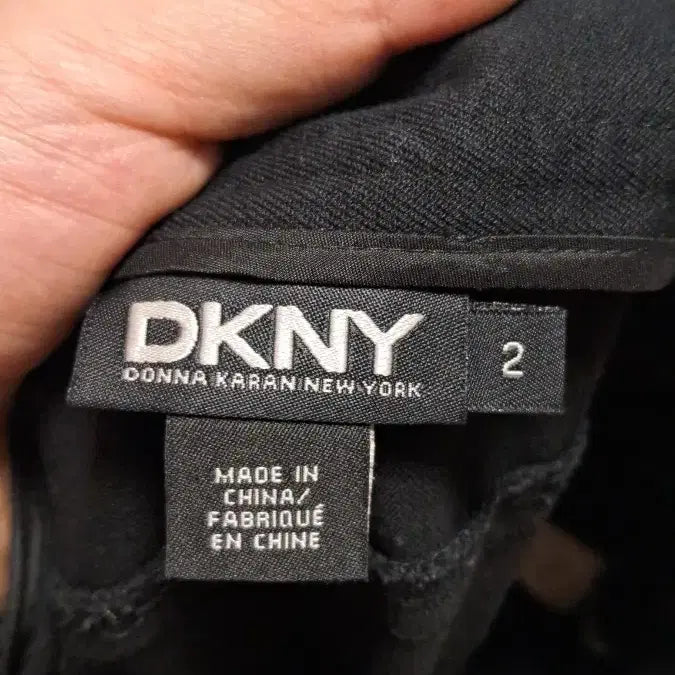 DKNY
DONNA KARAN NEW YORK
2
MADE IN
CHINA/
FABRIQUÉ
EN CHINE